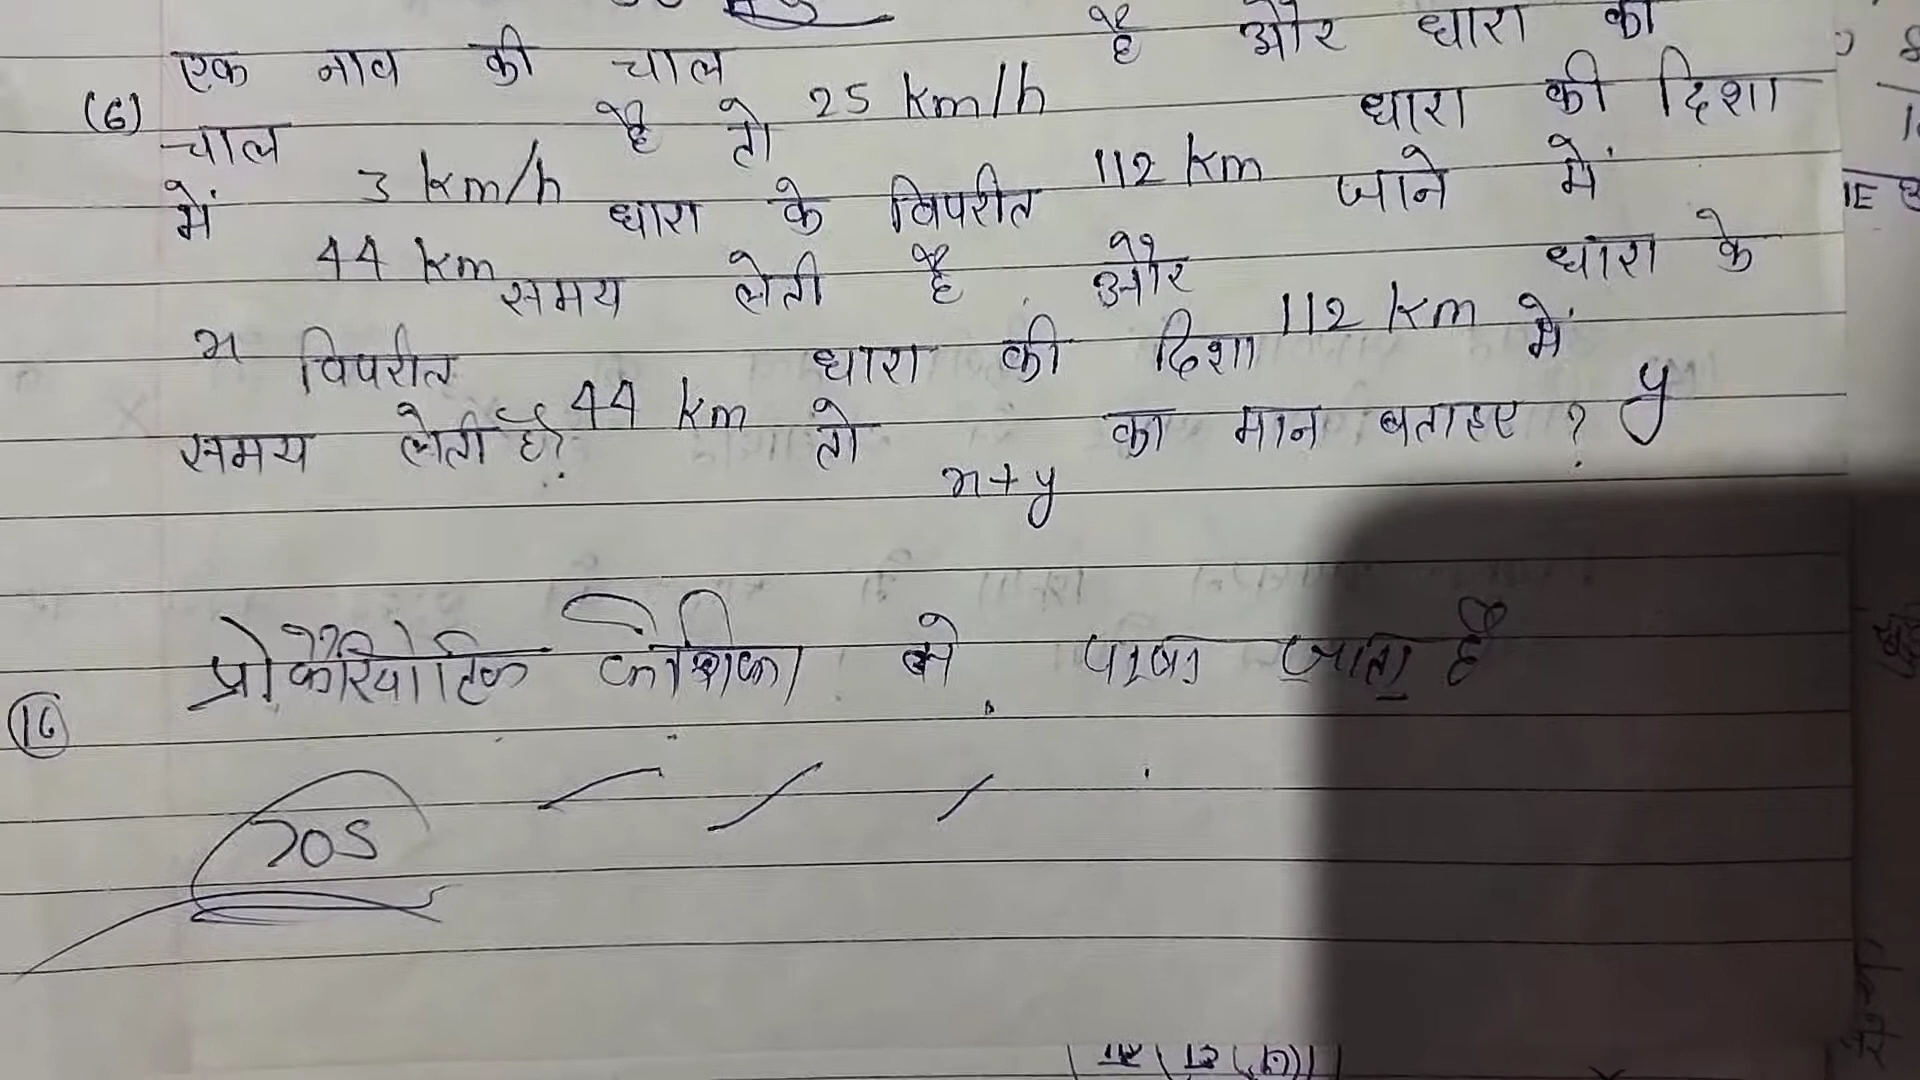 (6) एक नाव की चाल 25 km/h है और धारा की
चाल 3 km/h है तो धारा की दिशा
में 44 km धारा के विपरीत 112 km जाने में
x समय लेती है और धारा के
विपरीत 44 km धारा की दिशा 112 km में y
समय लेती है? तो x+y का मान बताइए ?
(16) प्रोकैरियोटिक कोशिका में पाया जाता है
70S